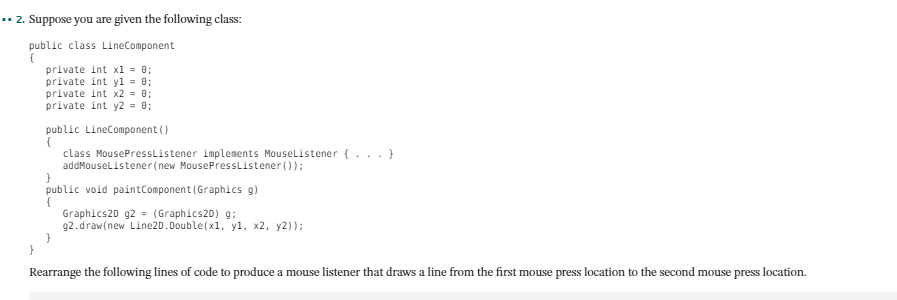 •• 2. Suppose you are given the following class:
public class LineComponent
{
private int x1 = 0;
private int y1 = 0;
private int x2 = 0;
private int y2 = 0;
public LineComponent()
{
class MousePressListener implements MouseListener { . . . }
addMouseListener(new MousePressListener());
}
public void paintComponent(Graphics g)
{
Graphics2D g2 = (Graphics2D) g;
g2.draw(new Line2D.Double(x1, y1, x2, y2));
}
}
Rearrange the following lines of code to produce a mouse listener that draws a line from the first mouse press location to the second mouse press location.